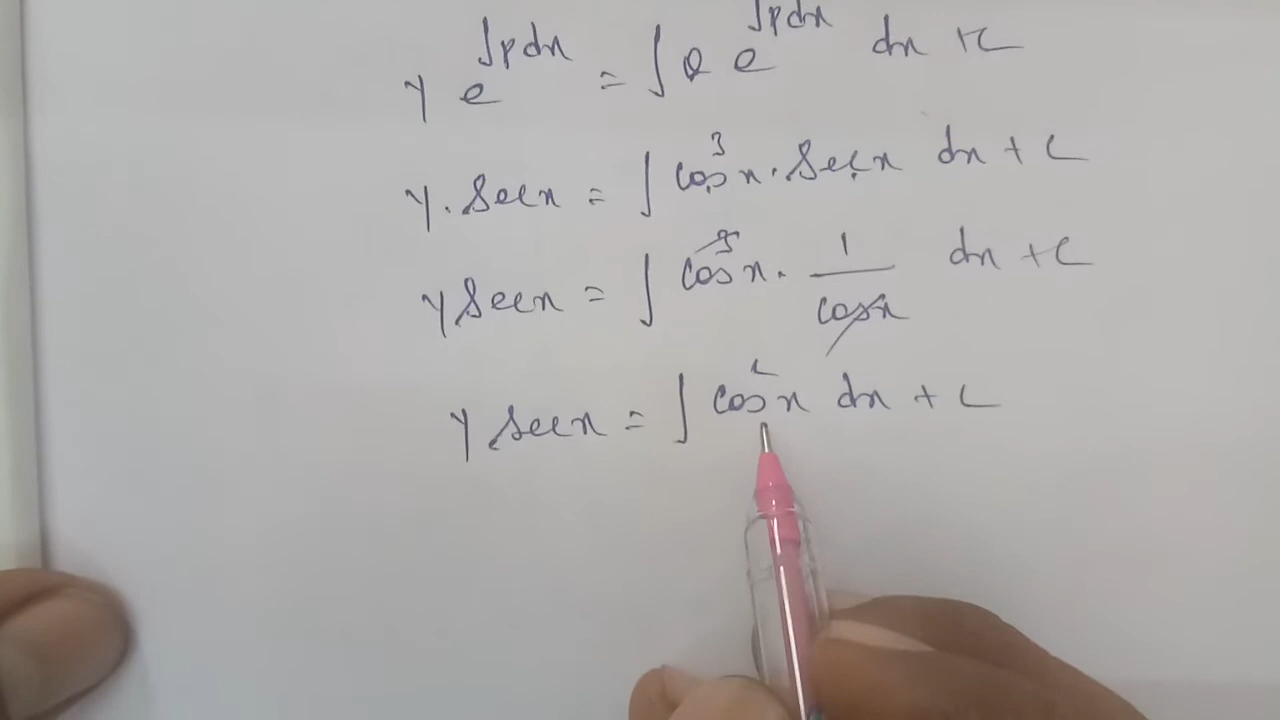 y e^∫pdx = ∫Q e^∫pdx dx + c
y. Secx = ∫ cos³x. Secx dx + c
y Secx = ∫ cos³x. 1/cosx dx + c
y Secx = ∫ cos²x dx + c